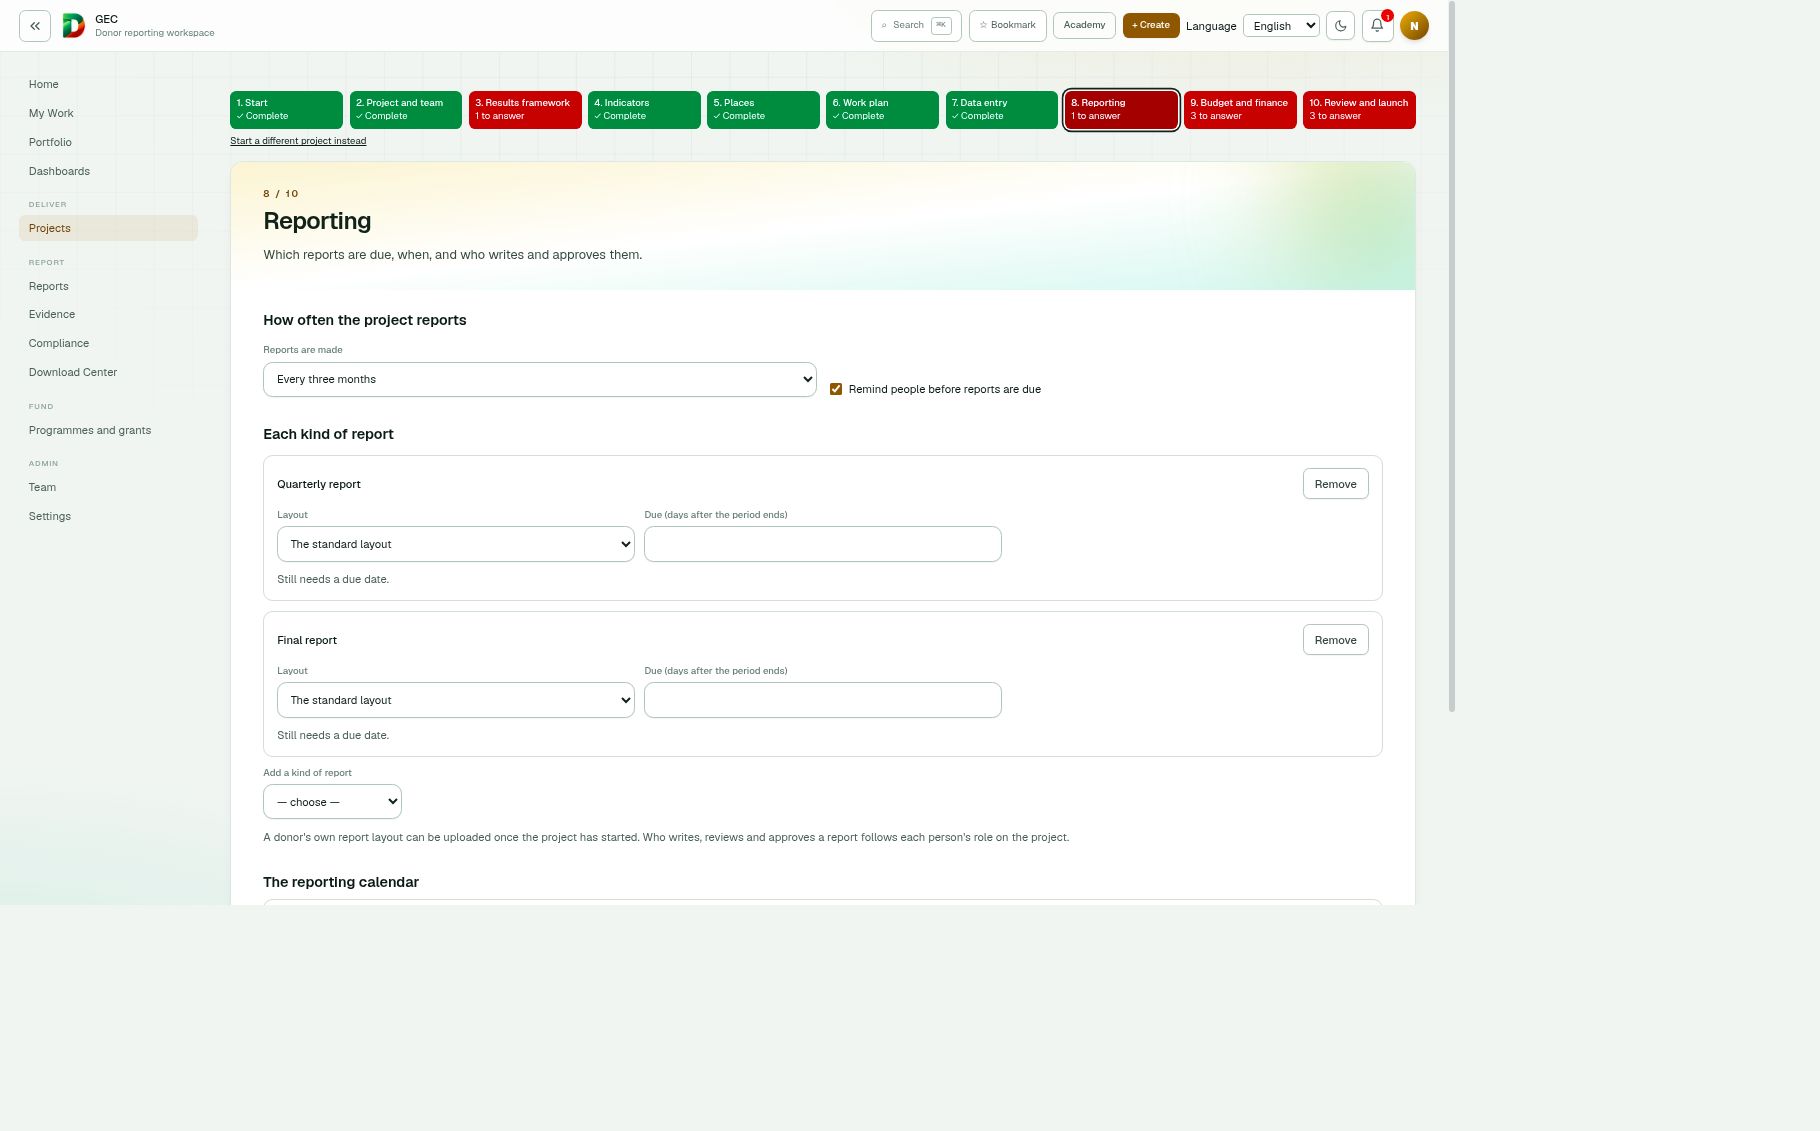 GEC
Donor reporting workspace
Search ⌘K
☆ Bookmark
Academy
+ Create
Language
English
1
N
Home
My Work
Portfolio
Dashboards
DELIVER
Projects
REPORT
Reports
Evidence
Compliance
Download Center
FUND
Programmes and grants
ADMIN
Team
Settings
1. Start
✓ Complete
2. Project and team
✓ Complete
3. Results framework
1 to answer
4. Indicators
✓ Complete
5. Places
✓ Complete
6. Work plan
✓ Complete
7. Data entry
✓ Complete
8. Reporting
1 to answer
9. Budget and finance
3 to answer
10. Review and launch
3 to answer
Start a different project instead
8 / 10
Reporting
Which reports are due, when, and who writes and approves them.
How often the project reports
Reports are made
Every three months
Remind people before reports are due
Each kind of report
Quarterly report
Remove
Layout
Due (days after the period ends)
The standard layout
Still needs a due date.
Final report
Remove
Layout
Due (days after the period ends)
The standard layout
Still needs a due date.
Add a kind of report
— choose —
A donor's own report layout can be uploaded once the project has started. Who writes, reviews and approves a report follows each person's role on the project.
The reporting calendar